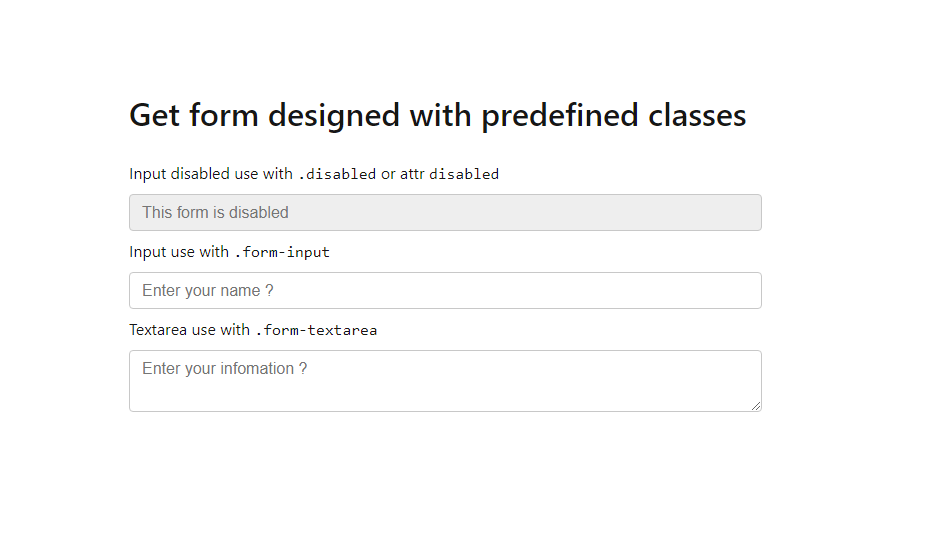 Get form designed with predefined classes
Input disabled use with .disabled or attr disabled
This form is disabled
Input use with .form-input
Enter your name ?
Textarea use with .form-textarea
Enter your infomation ?